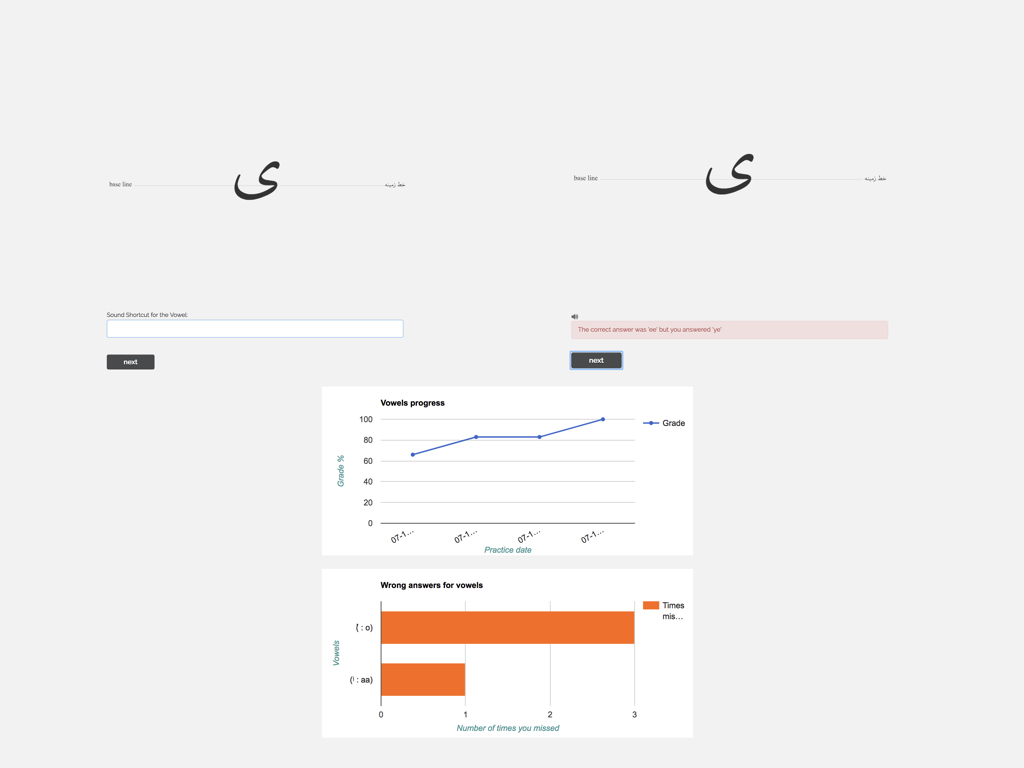 ی
base line خط زمینه
Sound Shortcut for the Vowel:
next
ی
base line خط زمینه
The correct answer was 'ee' but you answered 'ye'
next
Vowels progress
100
80
60
40
20
0
Grade %
07-1… 07-1… 07-1… 07-1…
Practice date
Grade
Wrong answers for vowels
: o)
: aa)
Vowels
0 1 2 3
Number of times you missed
Times
mis…